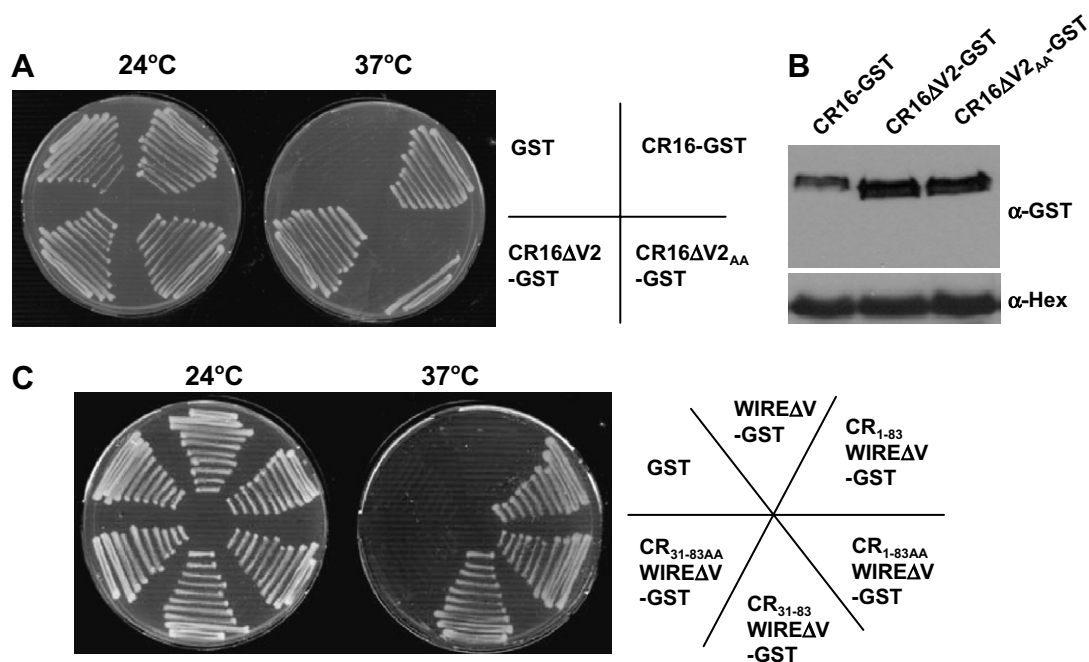 A
24°C
37°C
GST
CR16-GST
CR16ΔV2
-GST
CR16ΔV2AA
-GST
B
CR16-GST
CR16ΔV2-GST
CR16ΔV2AA-GST
α-GST
α-Hex
C
24°C
37°C
GST
WIREΔV
-GST
CR1-83
WIREΔV
-GST
CR31-83AA
WIREΔV
-GST
CR31-83
WIREΔV
-GST
CR1-83AA
WIREΔV
-GST